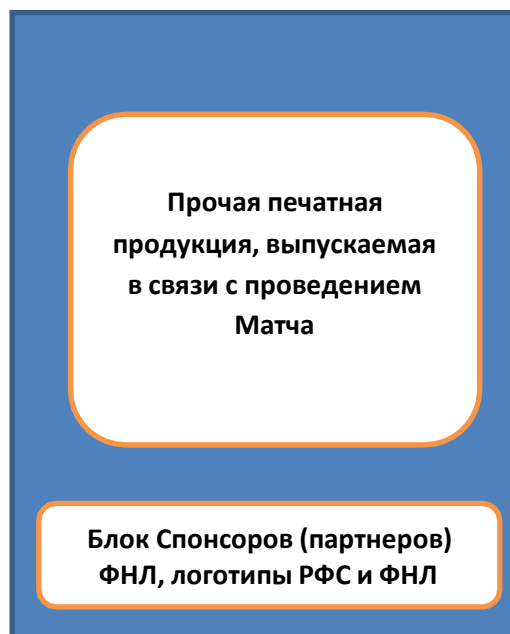 Прочая печатная
продукция, выпускаемая
в связи с проведением
Матча
Блок Спонсоров (партнеров)
ФНЛ, логотипы РФС и ФНЛ